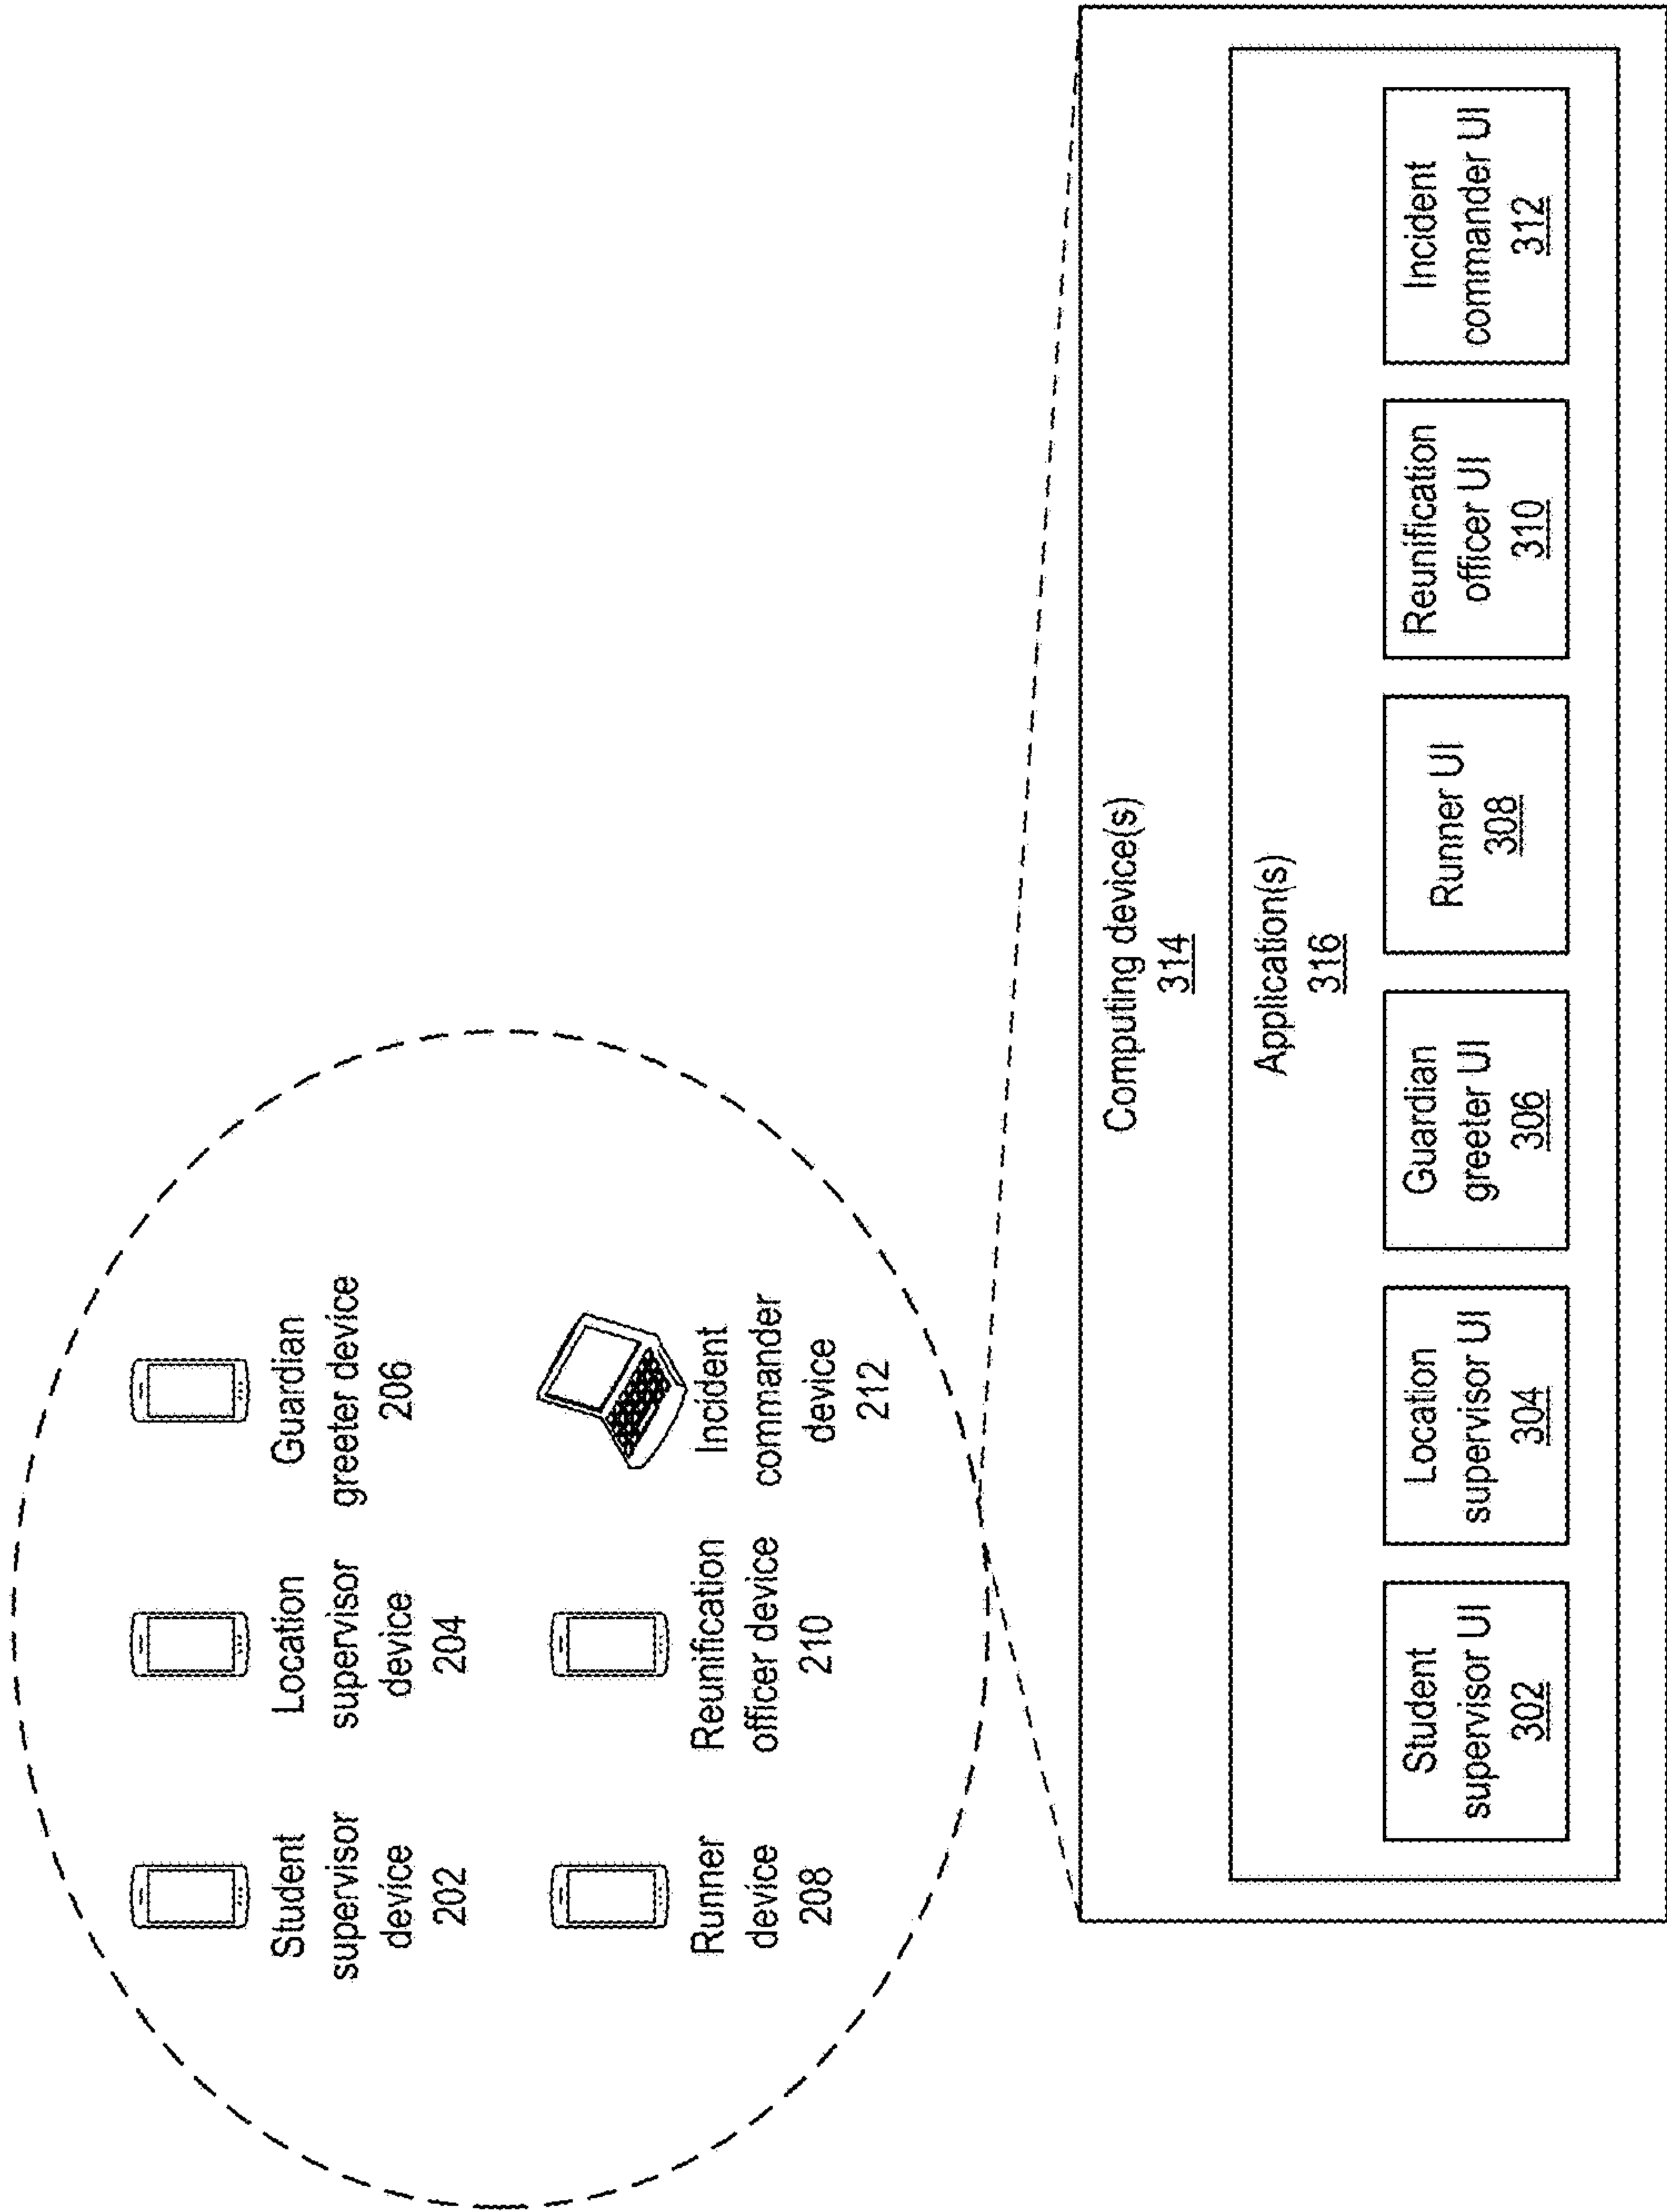 Student
supervisor
device
202
Location
supervisor
device
204
Guardian
greeter device
206
Runner
device
208
Reunification
officer device
210
Incident
commander
device
212
Computing device(s)
314
Application(s)
316
Student
supervisor UI
302
Location
supervisor UI
304
Guardian
greeter UI
306
Runner UI
308
Reunification
officer UI
310
Incident
commander UI
312